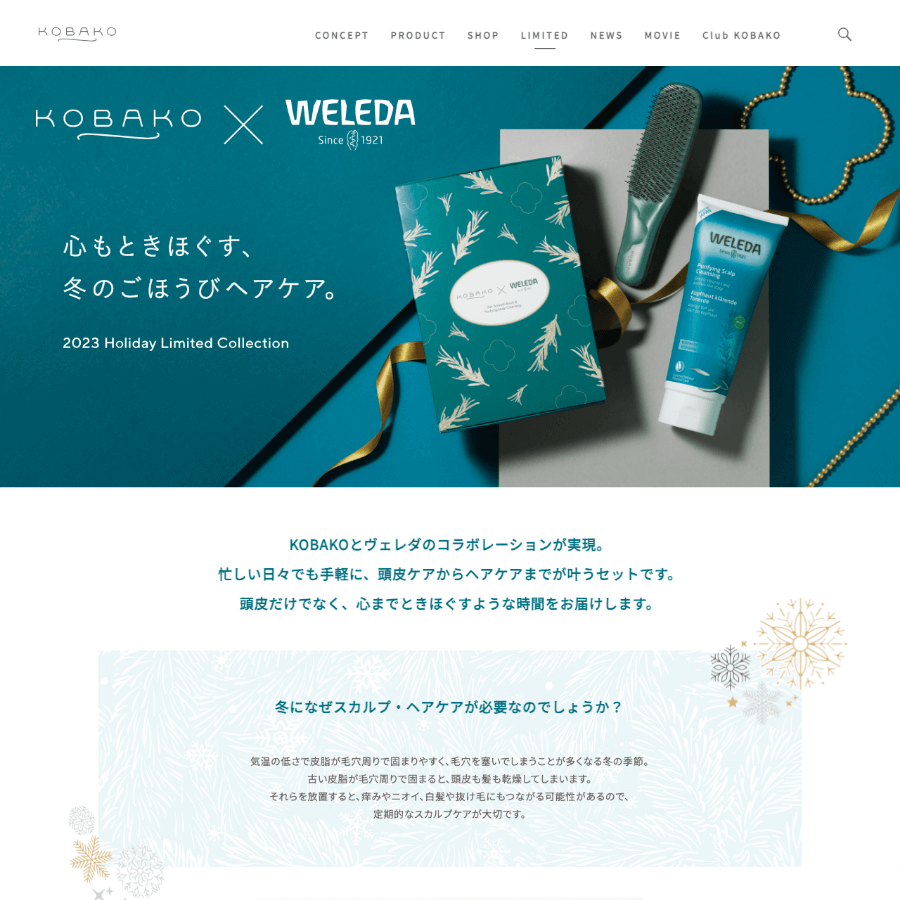 KOBAKO
CONCEPT PRODUCT SHOP LIMITED NEWS MOVIE Club KOBAKO
KOBAKO × WELEDA
Since 1921
心もときほぐす、
冬のごほうびヘアケア。
2023 Holiday Limited Collection
KOBAKO × WELEDA
WELEDA
Since 1921
Purifying Scalp
Cleansing
KOBAKOとヴェレダのコラボレーションが実現。
忙しい日々でも手軽に、頭皮ケアからヘアケアまでが叶うセットです。
頭皮だけでなく、心までときほぐすような時間をお届けします。
冬になぜスカルプ・ヘアケアが必要なのでしょうか？
気温の低さで皮脂が毛穴周りで固まりやすく、毛穴を塞いでしまうことが多くなる冬の季節。
古い皮脂が毛穴周りで固まると、頭皮も髪も乾燥してしまいます。
それらを放置すると、痒みやニオイ、白髪や抜け毛にもつながる可能性があるので、
定期的なスカルプケアが大切です。